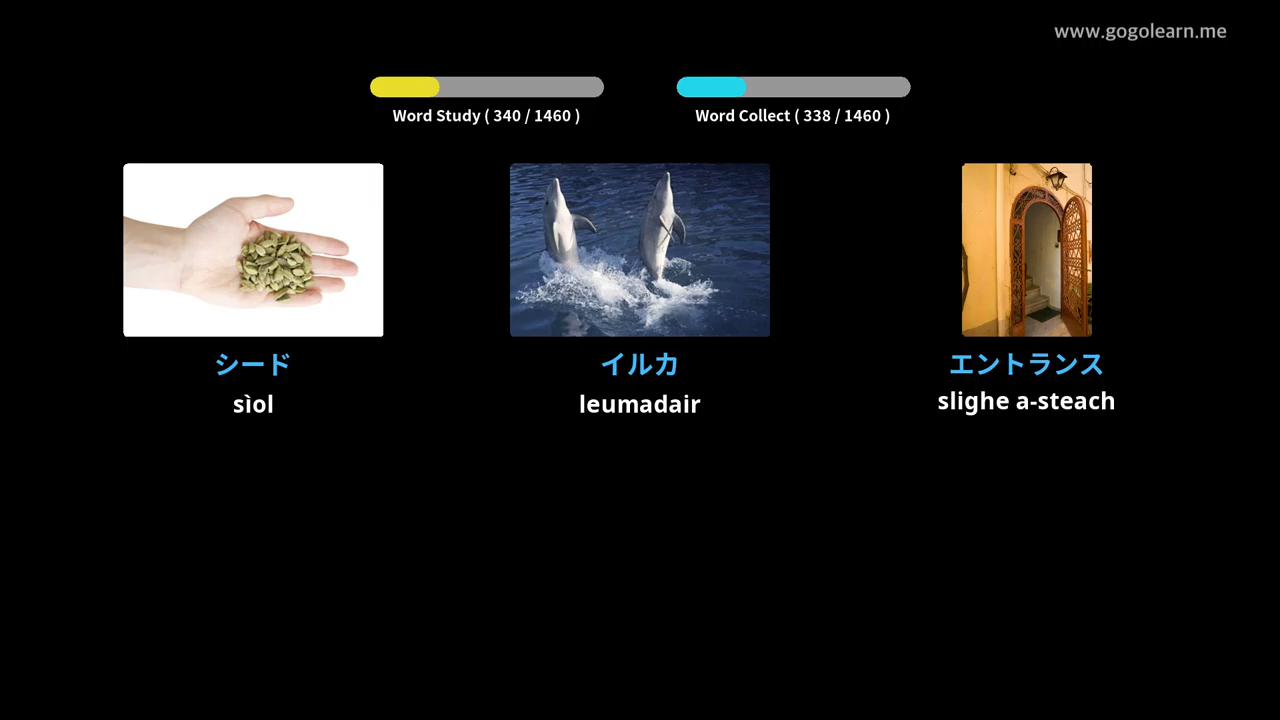 www.gogolearn.me
Word Study ( 340 / 1460 )
Word Collect ( 338 / 1460 )
シード
イルカ
エントランス
sìol
leumadair
slighe a-steach